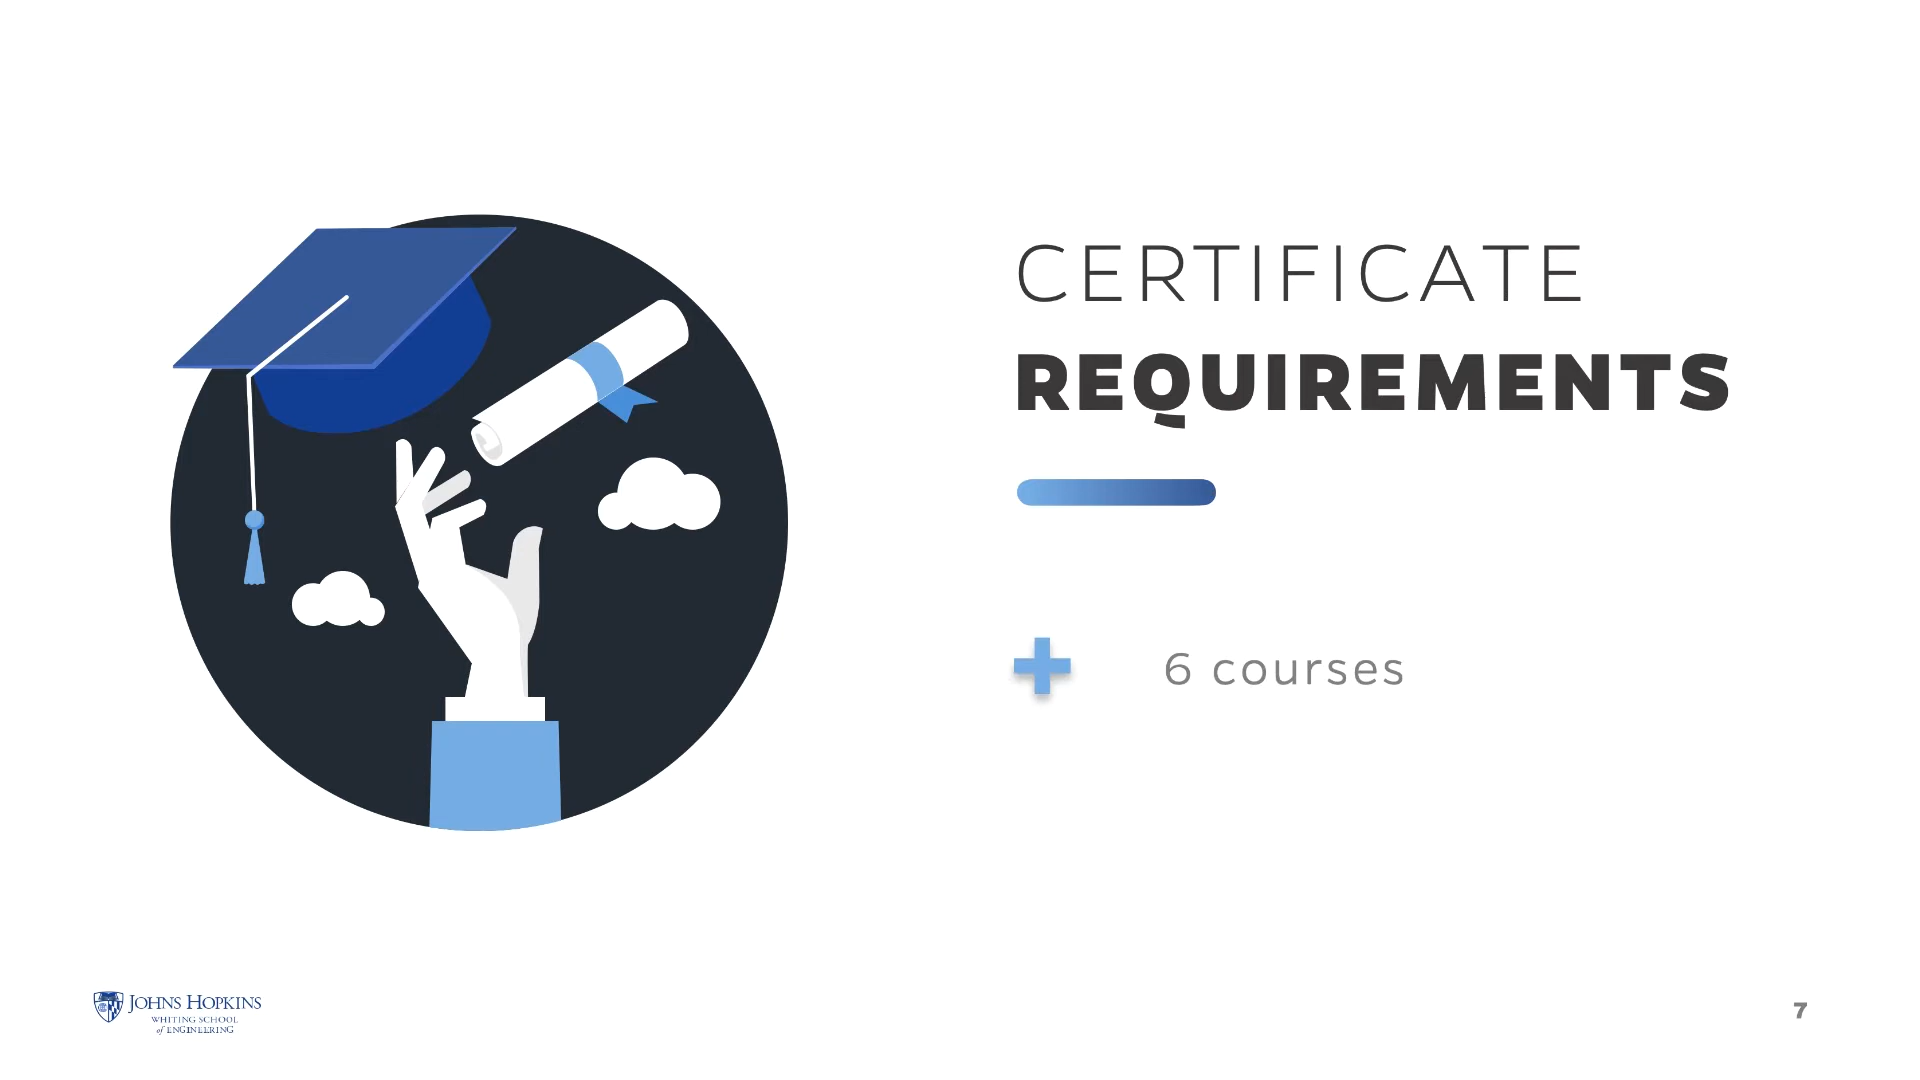 CERTIFICATE
REQUIREMENTS
6 courses
JOHNS HOPKINS
WHITING SCHOOL
of ENGINEERING
7